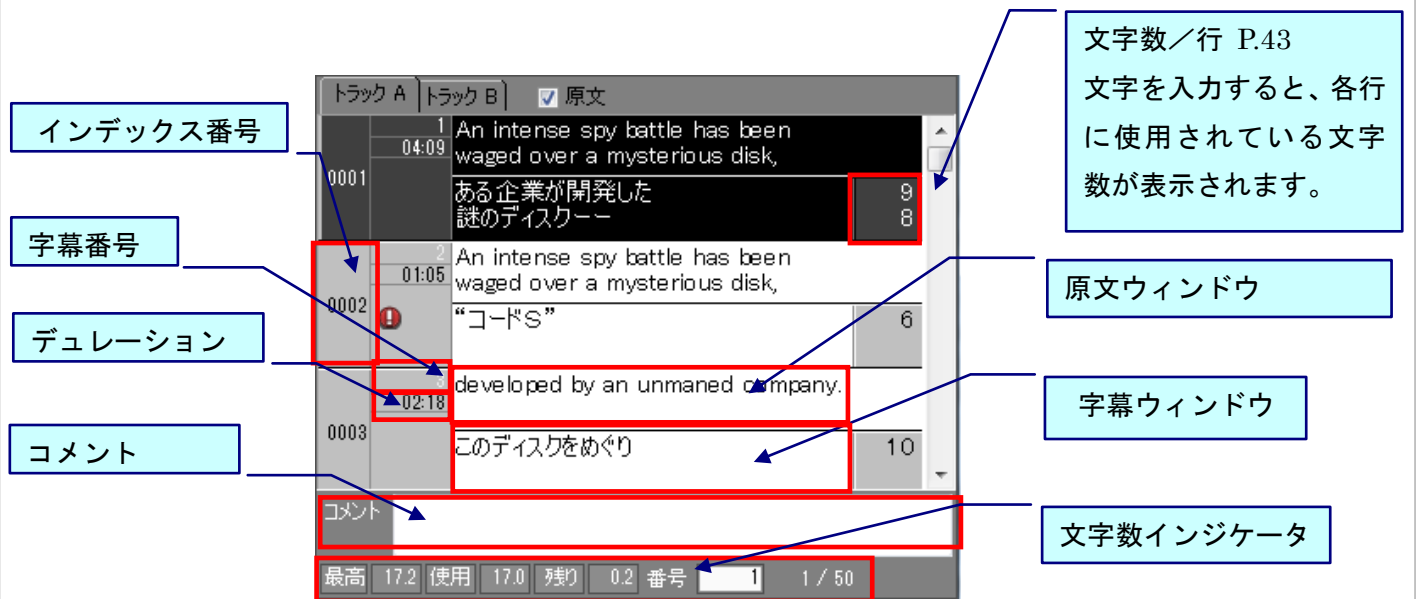 文字数／行 P.43
文字を入力すると、各行
に使用されている文字
数が表示されます。
インデックス番号
字幕番号
デュレーション
コメント
トラック A トラック B 原文
1 An intense spy battle has been
04:09 waged over a mysterious disk,
0001
ある企業が開発した 9
謎のディスクーー 8
2 An intense spy battle has been
01:05 waged over a mysterious disk,
0002
“コードS” 6
3 developed by an unmaned company.
02:18
0003
このディスクをめぐり 10
コメント
最高 17.2 使用 17.0 残り 0.2 番号 1 1 / 50
原文ウィンドウ
字幕ウィンドウ
文字数インジケータ